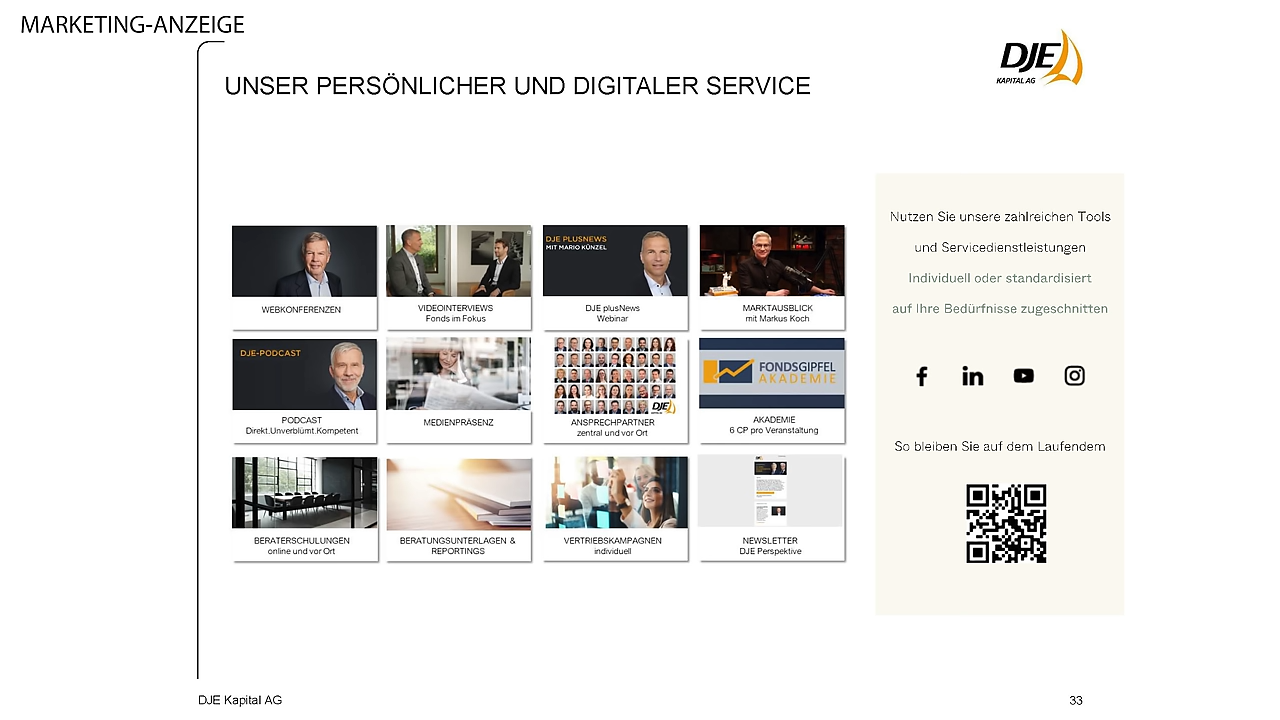 MARKETING-ANZEIGE
UNSER PERSÖNLICHER UND DIGITALER SERVICE
DJE
KAPITAL AG
WEBKONFERENZEN
VIDEOINTERVIEWS
Fonds im Fokus
DJE PLUSNEWS
MIT MARIO KÜNZEL
DJE plusNews
Webinar
MARKTAUSBLICK
mit Markus Koch
DJE-PODCAST
PODCAST
Direkt.Unverblümt.Kompetent
MEDIENPRÄSENZ
DJE
ANSPRECHPARTNER
zentral und vor Ort
FONDSGIPFEL
AKADEMIE
AKADEMIE
6 CP pro Veranstaltung
BERATERSCHULUNGEN
online und vor Ort
BERATUNGSUNTERLAGEN &
REPORTINGS
VERTRIEBSKAMPAGNEN
individuell
NEWSLETTER
DJE Perspektive
Nutzen Sie unsere zahlreichen Tools
und Servicedienstleistungen
Individuell oder standardisiert
auf Ihre Bedürfnisse zugeschnitten
So bleiben Sie auf dem Laufendem
DJE Kapital AG
33